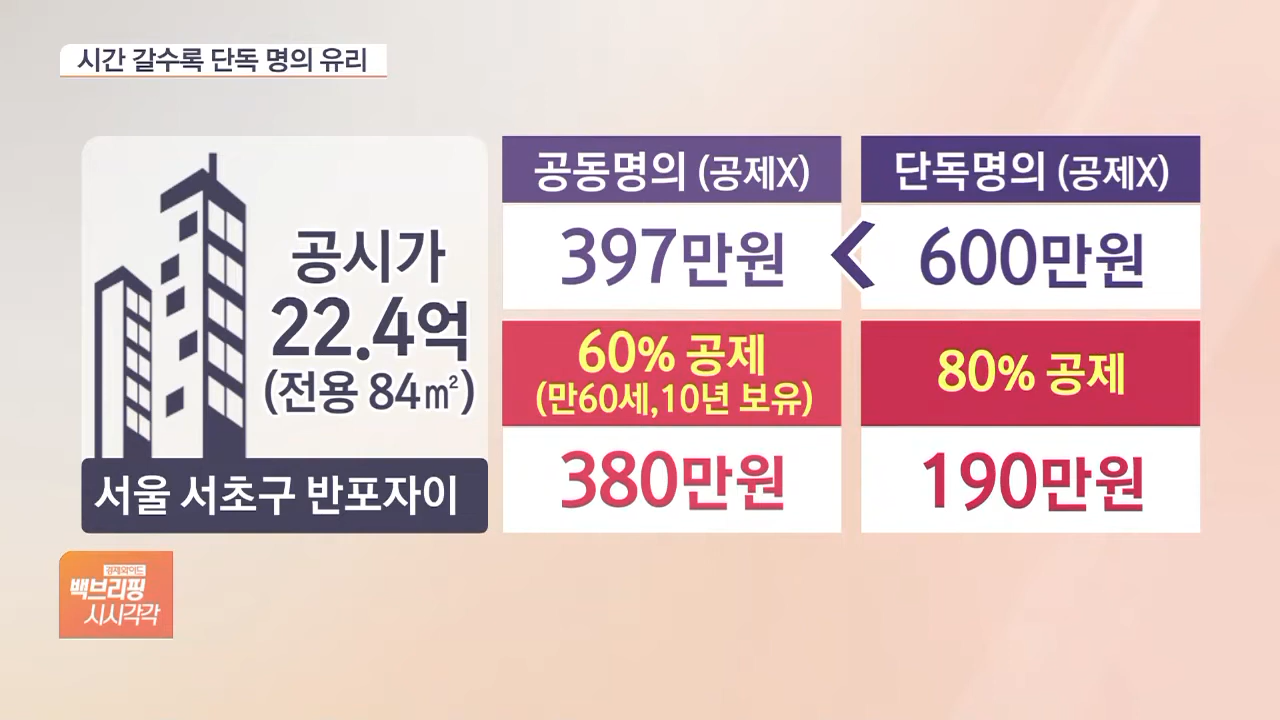 시간 갈수록 단독 명의 유리
공시가
22.4억
(전용 84㎡)
서울 서초구 반포자이
공동명의 (공제X)
397만원
<
단독명의 (공제X)
600만원
60% 공제
(만60세,10년 보유)
380만원
80% 공제
190만원
경제와이드
백브리핑
시시각각